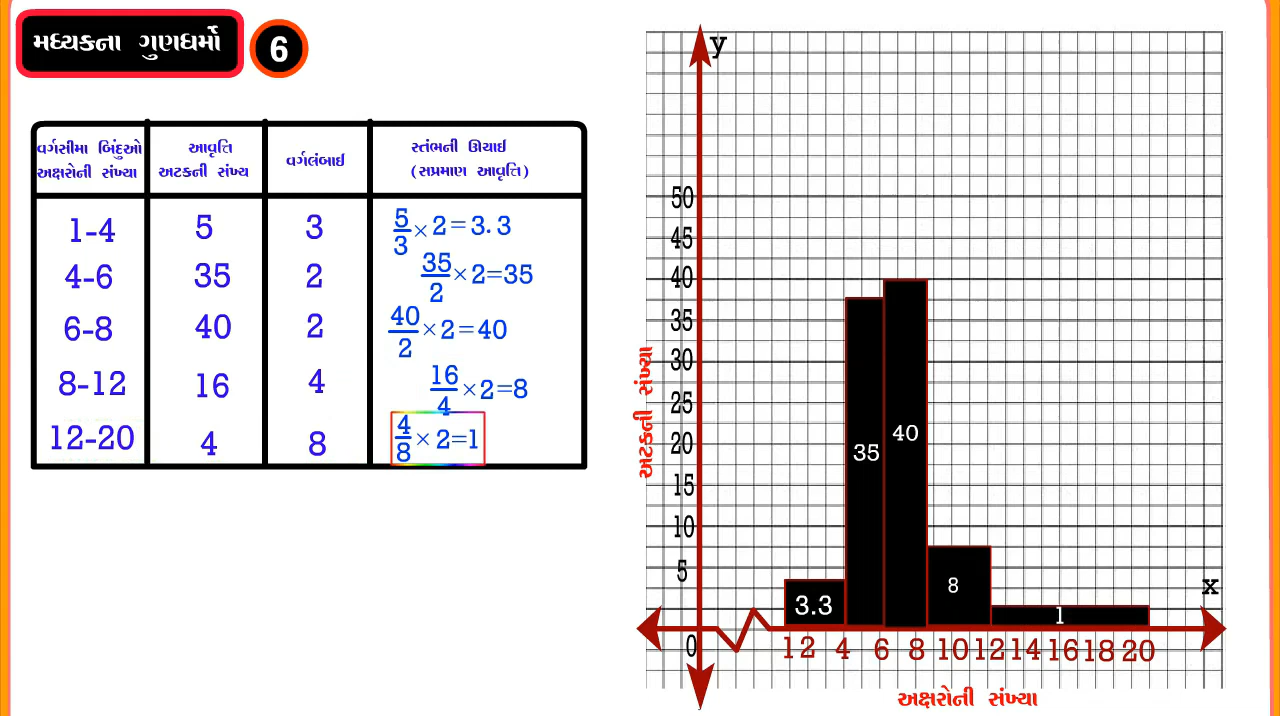 મધ્યકના ગુણધર્મો 6
વર્ગસીમા બિંદુઓ
અક્ષરોની સંખ્યા
આવૃત્તિ
અટકની સંખ્ય
વર્ગલંબાઈ
સ્તંભની ઊંચાઈ
(સપ્રમાણ આવૃત્તિ)
1-4 5 3 5/3 × 2 = 3.3
4-6 35 2 35/2 × 2=35
6-8 40 2 40/2 × 2=40
8-12 16 4 16/4 × 2=8
12-20 4 8 4/8 × 2=1
y
50
45
40
35
30
25
20
15
10
5
0
અટકની સંખ્યા
3.3
35
40
8
1
x
1 2 4 6 8 10 12 14 16 18 20
અક્ષરોની સંખ્યા